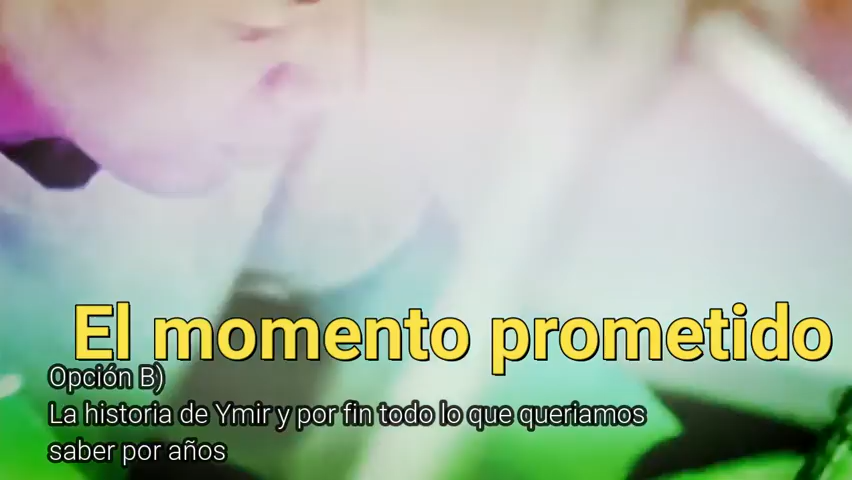 El momento prometido
Opción B)
La historia de Ymir y por fin todo lo que queriamos
saber por años